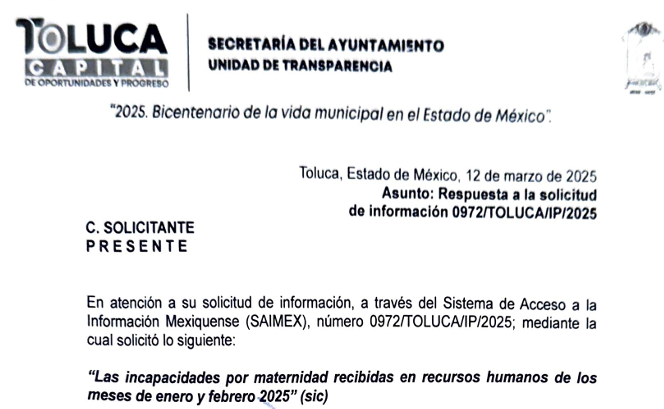 TOLUCA
CAPITAL
DE OPORTUNIDADES Y PROGRESO
SECRETARÍA DEL AYUNTAMIENTO
UNIDAD DE TRANSPARENCIA
“2025. Bicentenario de la vida municipal en el Estado de México”.
Toluca, Estado de México, 12 de marzo de 2025
Asunto: Respuesta a la solicitud
de información 0972/TOLUCA/IP/2025
C. SOLICITANTE
P R E S E N T E
En atención a su solicitud de información, a través del Sistema de Acceso a la
Información Mexiquense (SAIMEX), número 0972/TOLUCA/IP/2025; mediante la
cual solicitó lo siguiente:
“Las incapacidades por maternidad recibidas en recursos humanos de los
meses de enero y febrero 2025” (sic)